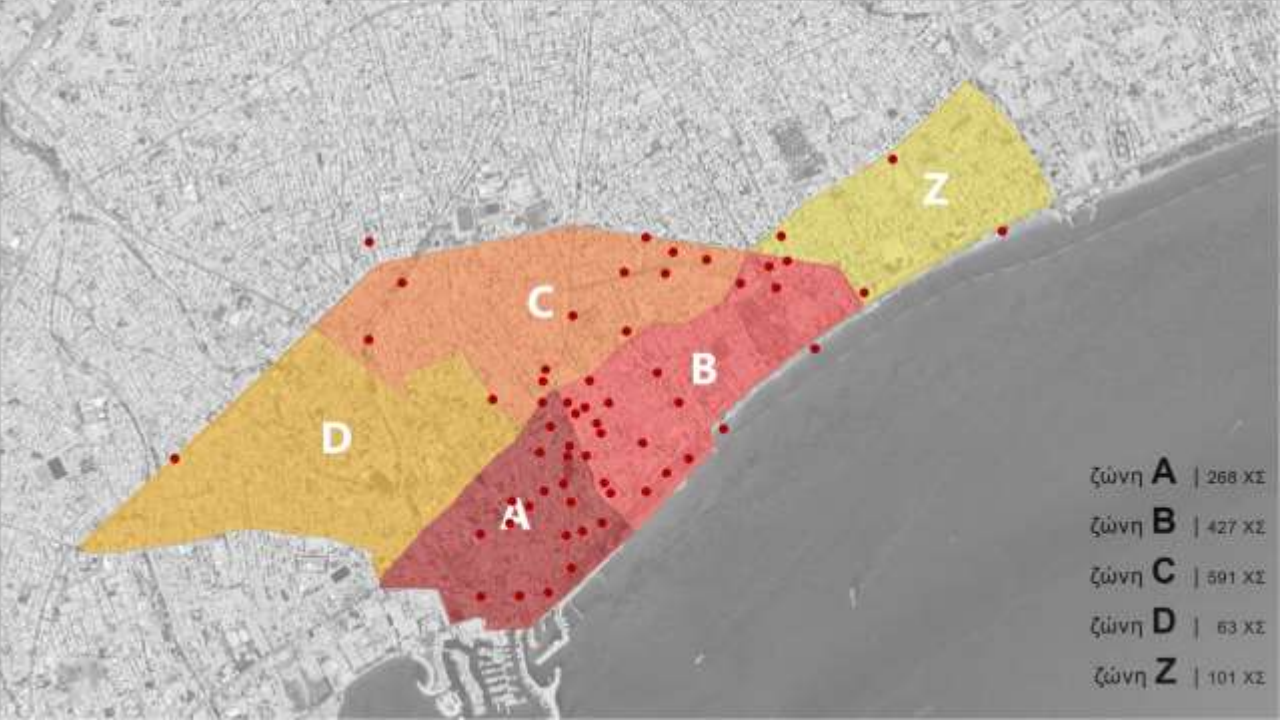 Z
C
B
D
A
ζώνη A | 268 ΧΣ
ζώνη B | 427 ΧΣ
ζώνη C | 591 ΧΣ
ζώνη D | 63 ΧΣ
ζώνη Z | 101 ΧΣ